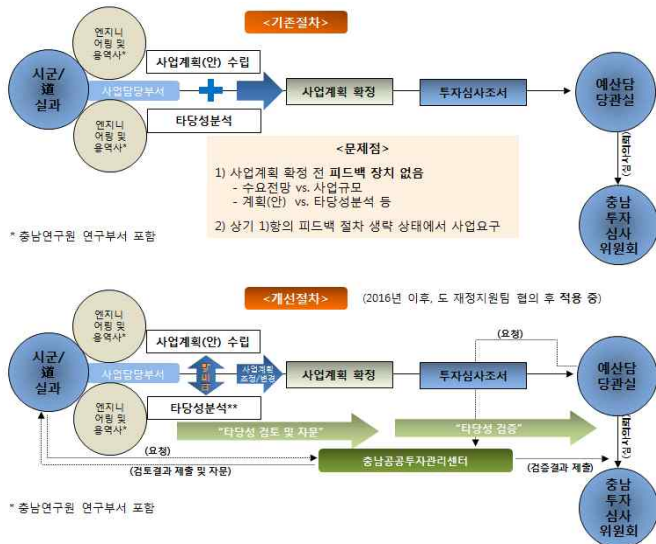 <기존절차>
엔지니
어링 및
용역사*
시군/
道
실과
사업계획(안) 수립
사업담당부서
타당성분석
엔지니
어링 및
용역사*
사업계획 확정
투자심사조서
예산담
당관실
(심사의뢰)
충남
투자
심사
위원회
<문제점>
1) 사업계획 확정 전 피드백 장치 없음
- 수요전망 vs. 사업규모
- 계획(안) vs. 타당성분석 등
2) 상기 1)항의 피드백 절차 생략 상태에서 사업요구
* 충남연구원 연구부서 포함
<개선절차>
(2016년 이후, 도 재정지원팀 협의 후 적용 중)
엔지니
어링 및
용역사*
시군/
道
실과
사업계획(안) 수립
사업담당부서
피드백
사업계획
조정/변경
타당성분석**
엔지니
어링 및
용역사*
사업계획 확정
투자심사조서
(요청)
예산담
당관실
"타당성 검토 및 자문"
"타당성 검증"
(심사의뢰)
(요청)
(검토결과 제출 및 자문)
충남공공투자관리센터
(검증결과 제출)
충남
투자
심사
위원회
* 충남연구원 연구부서 포함